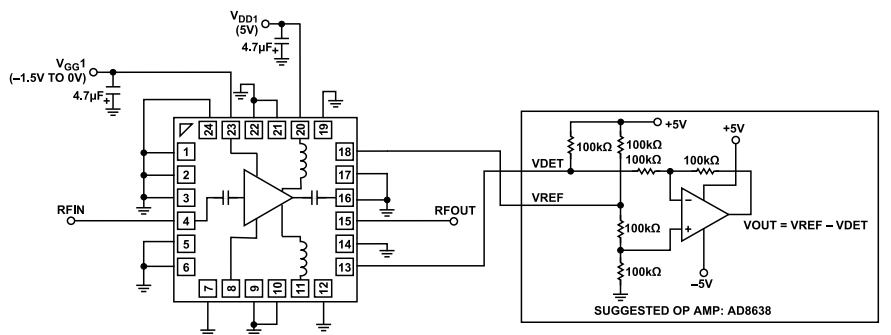 VDD1
(5V)
4.7µF
+
VGG1
(–1.5V TO 0V)
4.7µF
+
24 23 22 21 20 19
1
2
3
4
5
6
18
17
16
15
14
13
7 8 9 10 11 12
RFIN
RFOUT
VDET
VREF
+5V
+5V
100kΩ
100kΩ
100kΩ
100kΩ
–
+
100kΩ
100kΩ
–5V
VOUT = VREF – VDET
SUGGESTED OP AMP: AD8638